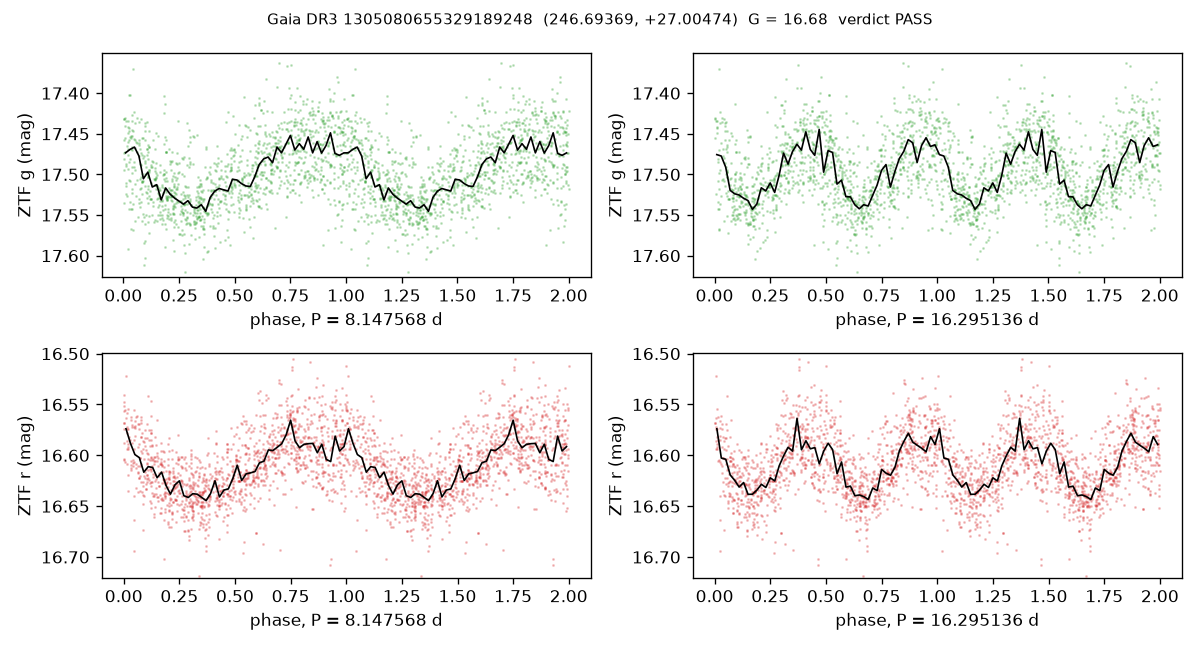 Gaia DR3 1305080655329189248 (246.69369, +27.00474) G = 16.68 verdict PASS
ZTF g (mag)
17.40
17.45
17.50
17.55
17.60
0.00 0.25 0.50 0.75 1.00 1.25 1.50 1.75 2.00
phase, P = 8.147568 d
ZTF g (mag)
17.40
17.45
17.50
17.55
17.60
0.00 0.25 0.50 0.75 1.00 1.25 1.50 1.75 2.00
phase, P = 16.295136 d
ZTF r (mag)
16.50
16.55
16.60
16.65
16.70
0.00 0.25 0.50 0.75 1.00 1.25 1.50 1.75 2.00
phase, P = 8.147568 d
ZTF r (mag)
16.50
16.55
16.60
16.65
16.70
0.00 0.25 0.50 0.75 1.00 1.25 1.50 1.75 2.00
phase, P = 16.295136 d